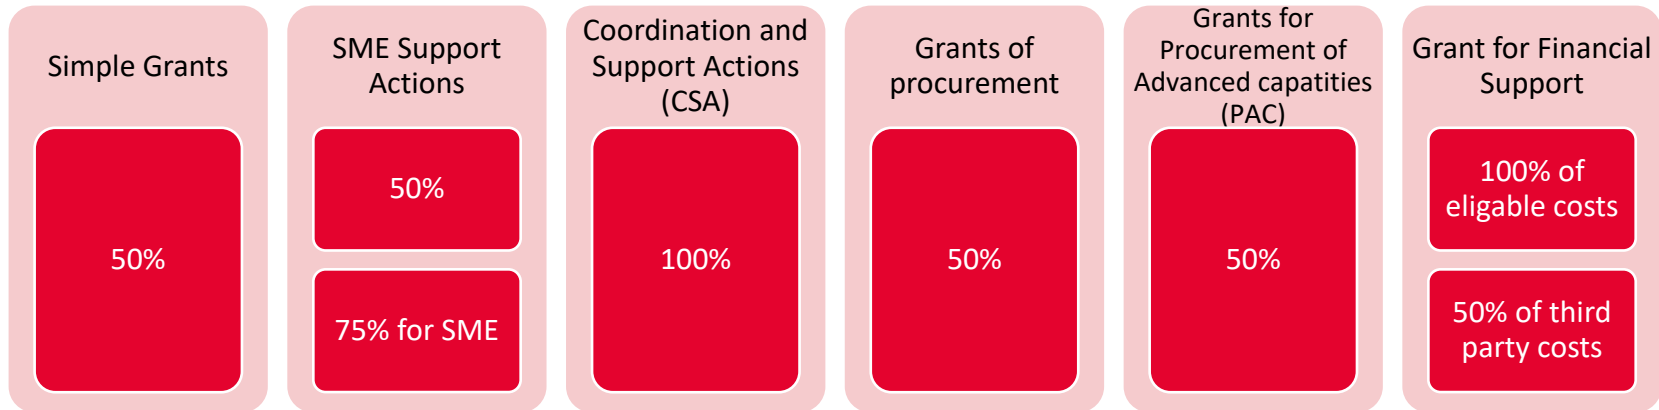 Simple Grants
50%
SME Support
Actions
50%
75% for SME
Coordination and
Support Actions
(CSA)
100%
Grants of
procurement
50%
Grants for
Procurement of
Advanced capatities
(PAC)
50%
Grant for Financial
Support
100% of
eligable costs
50% of third
party costs